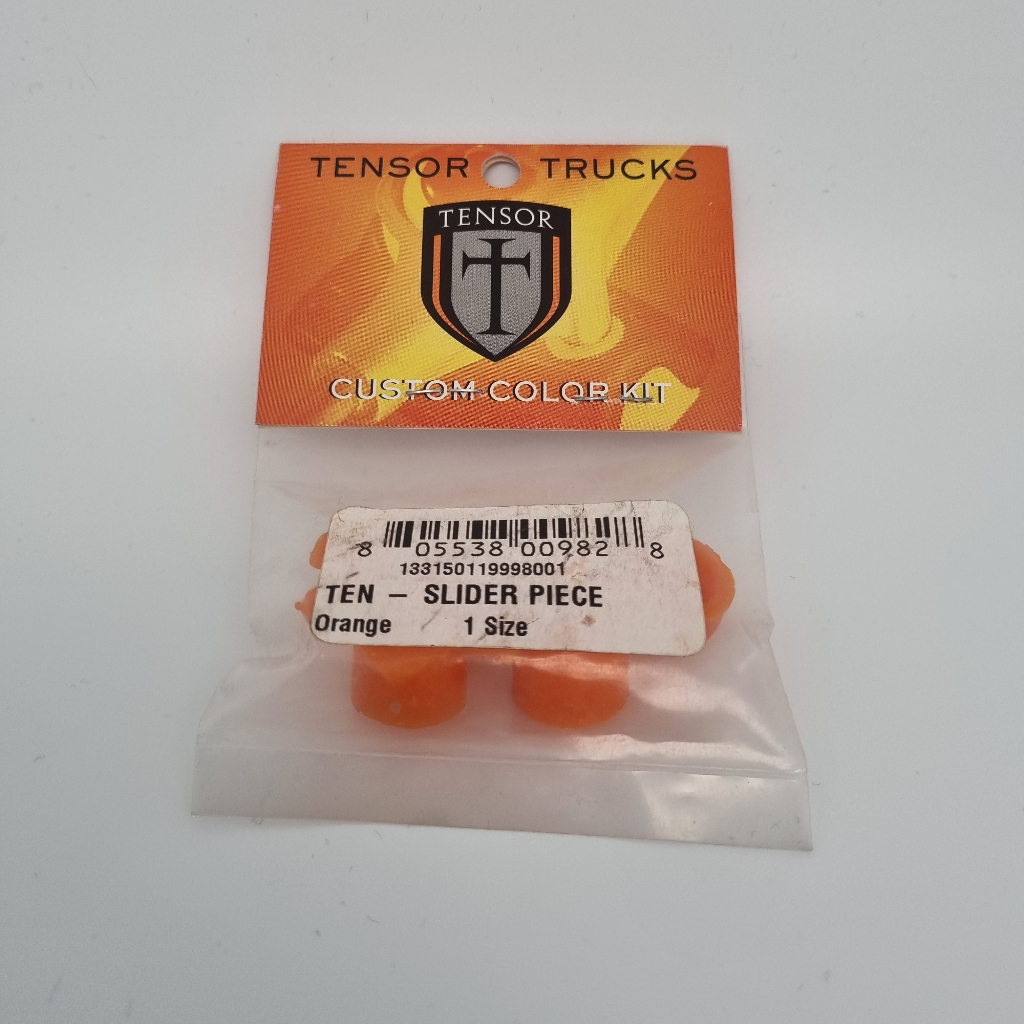 TENSOR TRUCKS
TENSOR
CUSTOM COLOR KIT
8 05538 00982 8
133150119998001
TEN – SLIDER PIECE
Orange 1 Size